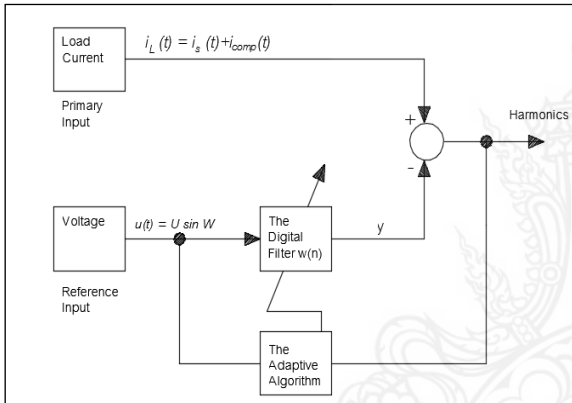 Load
Current
i_L (t) = i_s (t)+i_comp(t)
Primary
Input
+
-
Harmonics
Voltage
u(t) = U sin W
The
Digital
Filter w(n)
y
Reference
Input
The
Adaptive
Algorithm